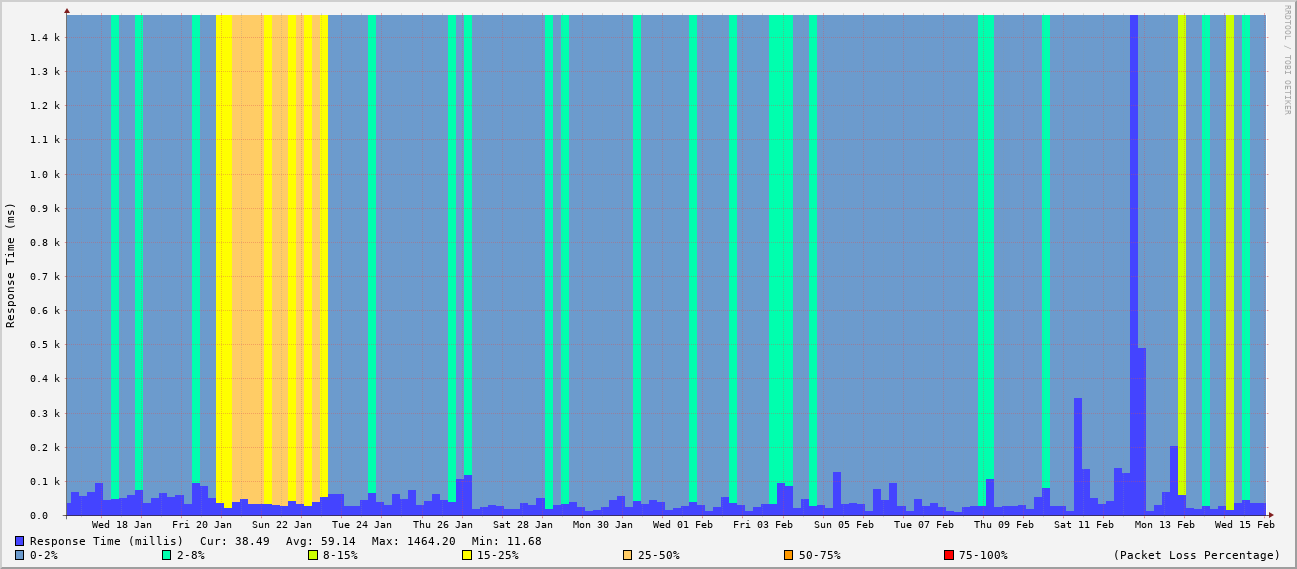 RRDTOOL / TOBI OETIKER
Response Time (ms)
1.4 k
1.3 k
1.2 k
1.1 k
1.0 k
0.9 k
0.8 k
0.7 k
0.6 k
0.5 k
0.4 k
0.3 k
0.2 k
0.1 k
0.0
Wed 18 Jan Fri 20 Jan Sun 22 Jan Tue 24 Jan Thu 26 Jan Sat 28 Jan Mon 30 Jan Wed 01 Feb Fri 03 Feb Sun 05 Feb Tue 07 Feb Thu 09 Feb Sat 11 Feb Mon 13 Feb Wed 15 Feb
Response Time (millis) Cur: 38.49 Avg: 59.14 Max: 1464.20 Min: 11.68
0-2% 2-8% 8-15% 15-25% 25-50% 50-75% 75-100% (Packet Loss Percentage)